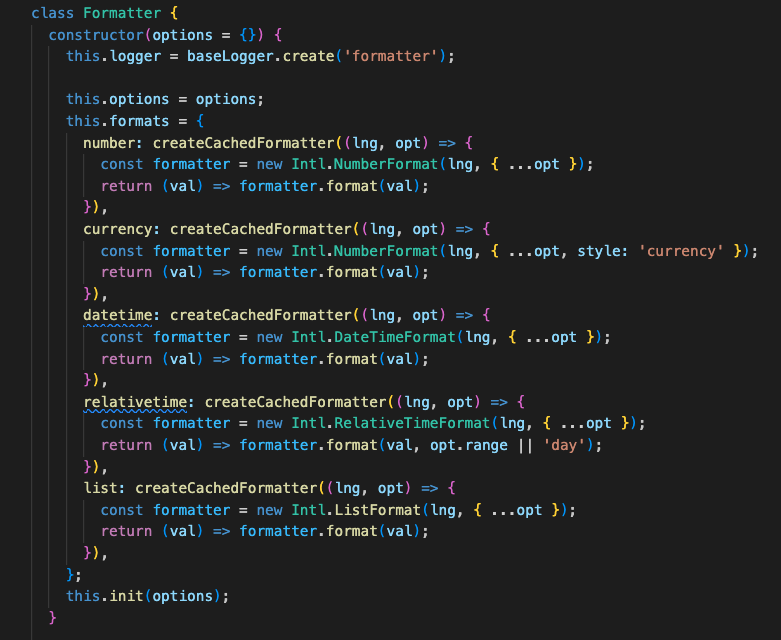 class Formatter {
  constructor(options = {}) {
    this.logger = baseLogger.create('formatter');

    this.options = options;
    this.formats = {
      number: createCachedFormatter((lng, opt) => {
        const formatter = new Intl.NumberFormat(lng, { ...opt });
        return (val) => formatter.format(val);
      }),
      currency: createCachedFormatter((lng, opt) => {
        const formatter = new Intl.NumberFormat(lng, { ...opt, style: 'currency' });
        return (val) => formatter.format(val);
      }),
      datetime: createCachedFormatter((lng, opt) => {
        const formatter = new Intl.DateTimeFormat(lng, { ...opt });
        return (val) => formatter.format(val);
      }),
      relativetime: createCachedFormatter((lng, opt) => {
        const formatter = new Intl.RelativeTimeFormat(lng, { ...opt });
        return (val) => formatter.format(val, opt.range || 'day');
      }),
      list: createCachedFormatter((lng, opt) => {
        const formatter = new Intl.ListFormat(lng, { ...opt });
        return (val) => formatter.format(val);
      }),
    };
    this.init(options);
  }